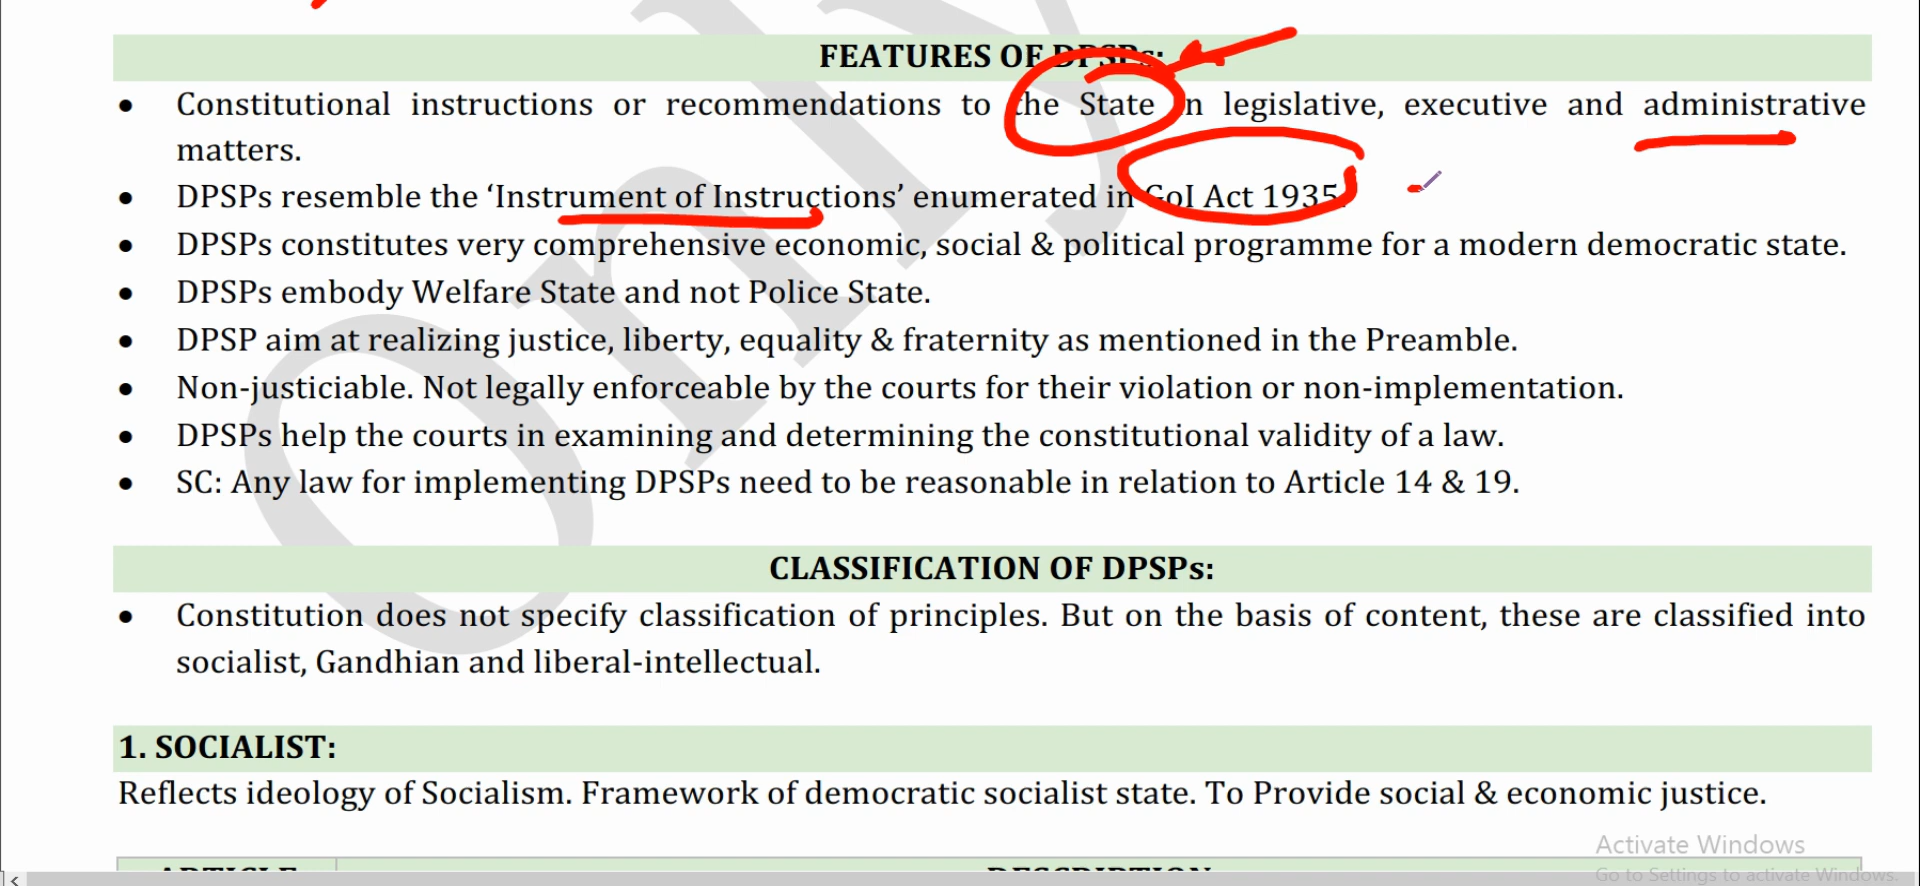 FEATURES OF DPSPs:
• Constitutional instructions or recommendations to the State in legislative, executive and administrative
matters.
• DPSPs resemble the ‘Instrument of Instructions’ enumerated in GoI Act 1935.
• DPSPs constitutes very comprehensive economic, social & political programme for a modern democratic state.
• DPSPs embody Welfare State and not Police State.
• DPSP aim at realizing justice, liberty, equality & fraternity as mentioned in the Preamble.
• Non-justiciable. Not legally enforceable by the courts for their violation or non-implementation.
• DPSPs help the courts in examining and determining the constitutional validity of a law.
• SC: Any law for implementing DPSPs need to be reasonable in relation to Article 14 & 19.
CLASSIFICATION OF DPSPs:
• Constitution does not specify classification of principles. But on the basis of content, these are classified into
socialist, Gandhian and liberal-intellectual.
1. SOCIALIST:
Reflects ideology of Socialism. Framework of democratic socialist state. To Provide social & economic justice.
ARTICLE DESCRIPTION
Activate Windows
Go to Settings to activate Windows.
Only